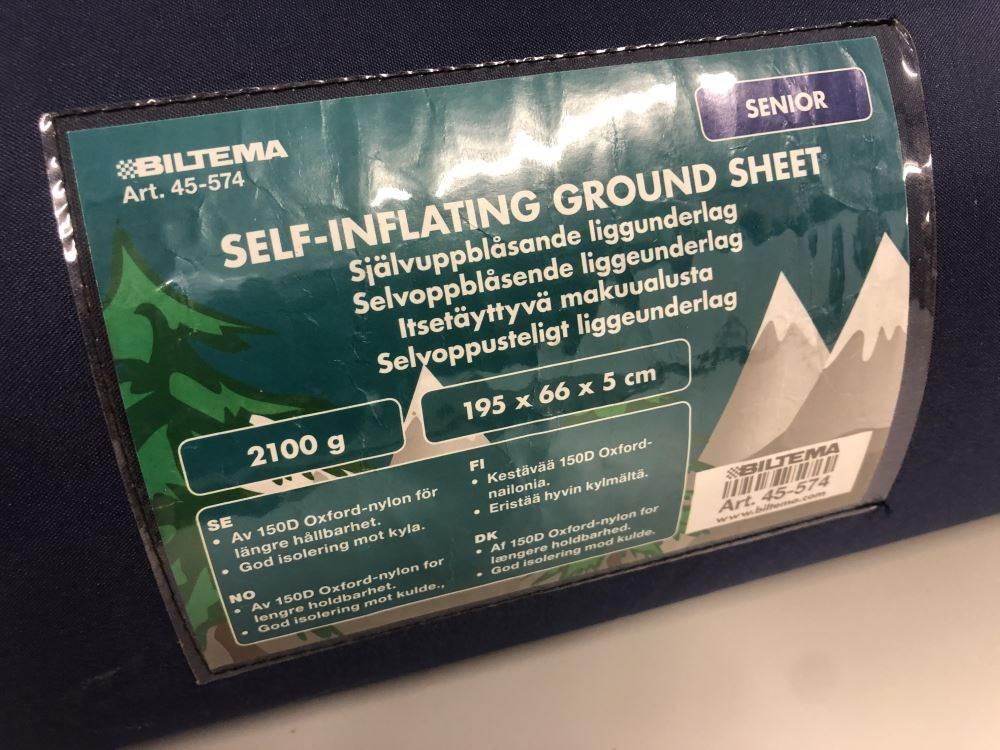 SENIOR
BILTEMA
Art. 45-574
SELF-INFLATING GROUND SHEET
Självuppblåsande liggunderlag
Selvoppblåsende liggeunderlag
Itsetäyttyvä makuualusta
Selvoppusteligt liggeunderlag
2100 g
195 x 66 x 5 cm
SE
• Av 150D Oxford-nylon för
längre hållbarhet.
• God isolering mot kyla.
NO
• Av 150D Oxford-nylon for
lengre holdbarhet.
• God isolering mot kulde.,
FI
• Kestävää 150D Oxford-
nailonia.
• Eristää hyvin kylmältä.
DK
• Af 150D Oxford-nylon for
længere holdbarhed.
• God isolering mod kulde.
BILTEMA
Art. 45-574
www.biltema.com